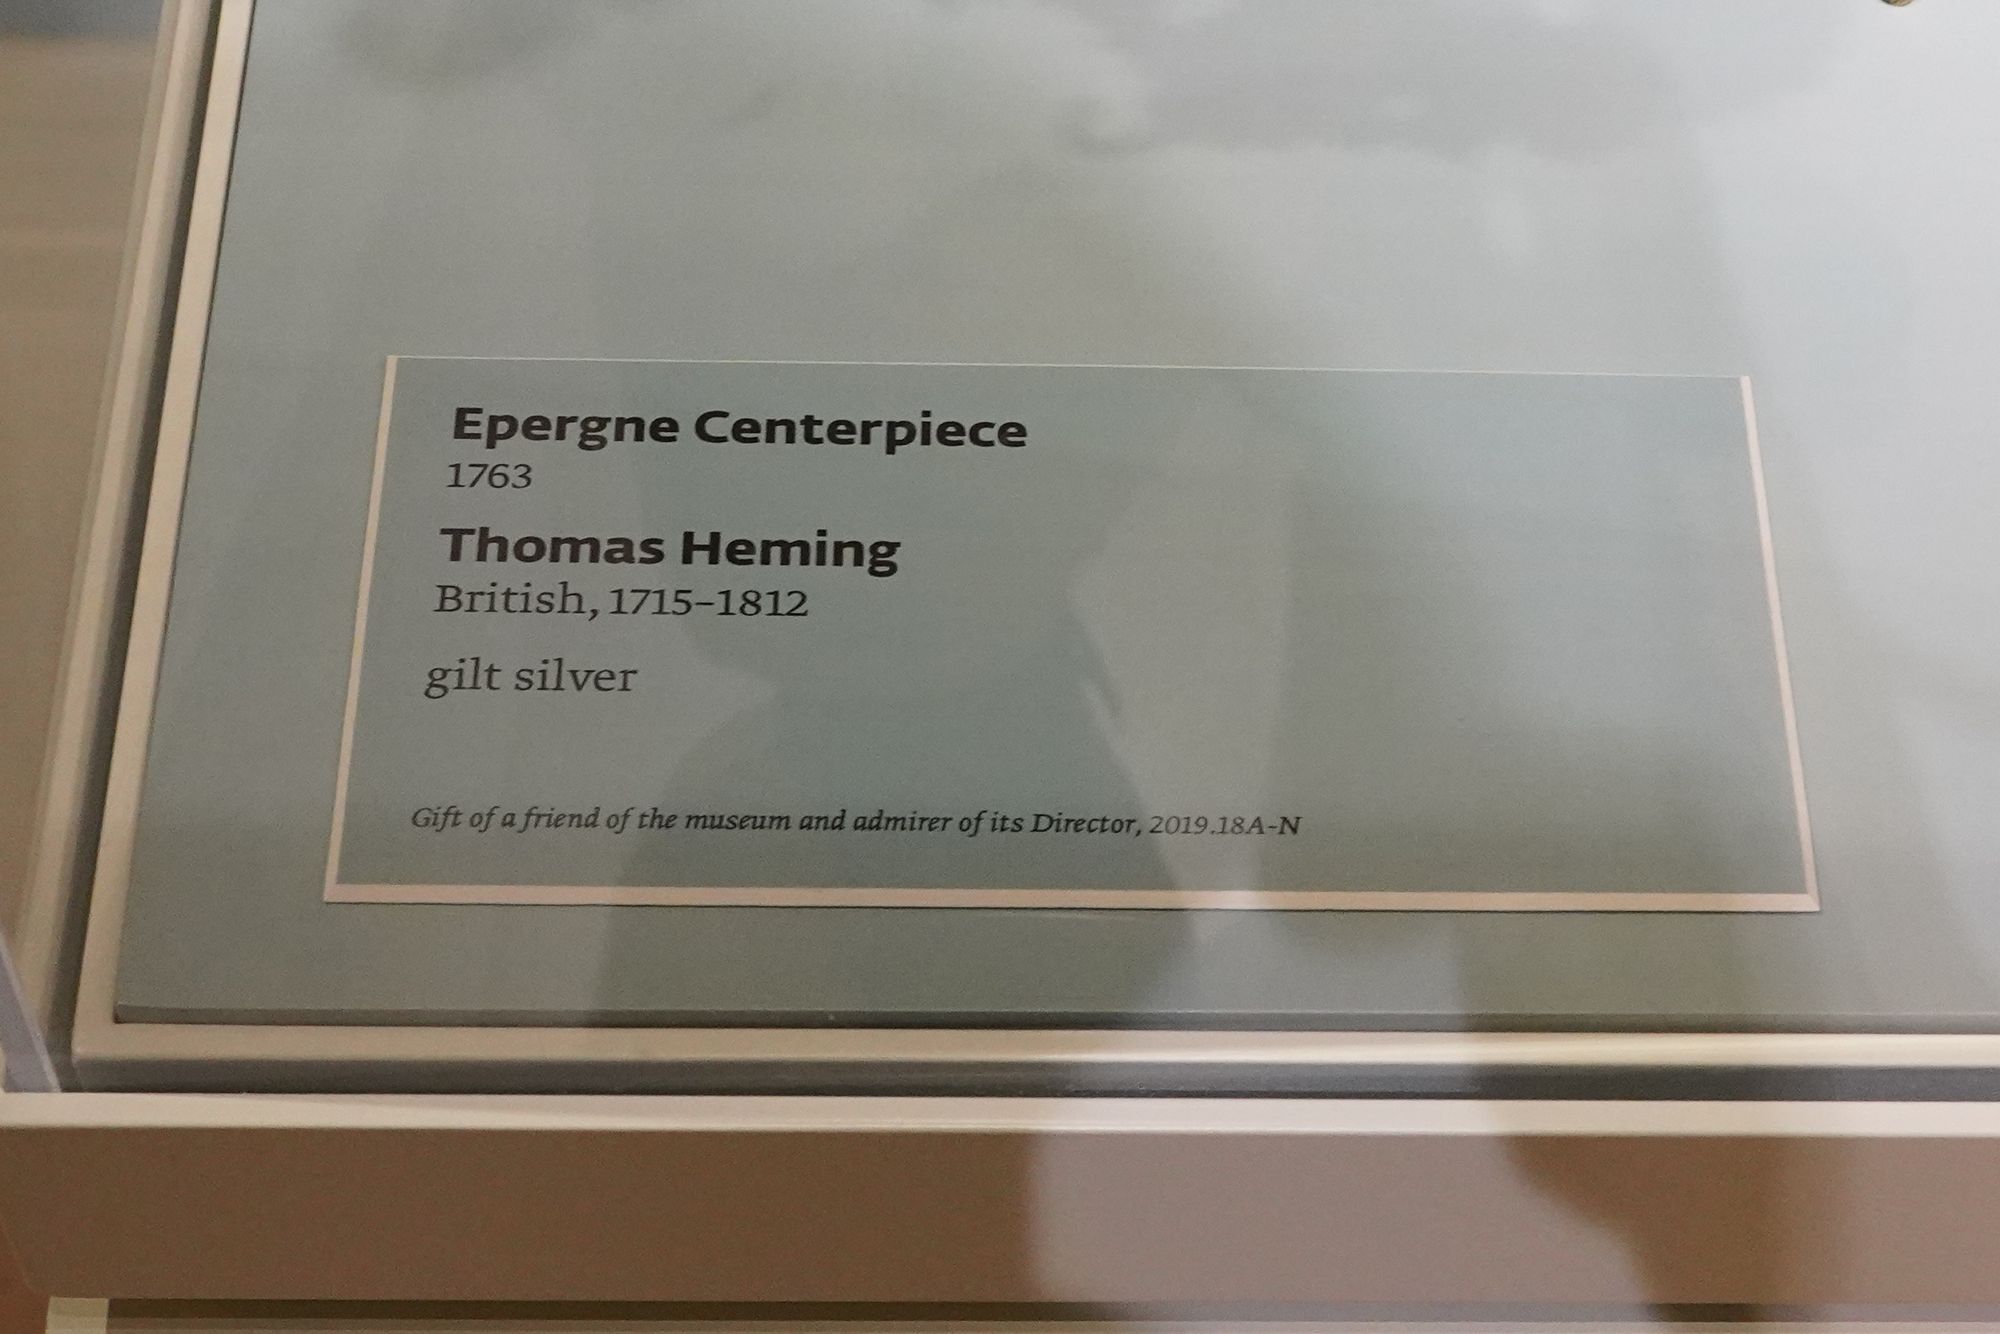 Epergne Centerpiece
1763
Thomas Heming
British, 1715–1812
gilt silver
Gift of a friend of the museum and admirer of its Director, 2019.18A-N